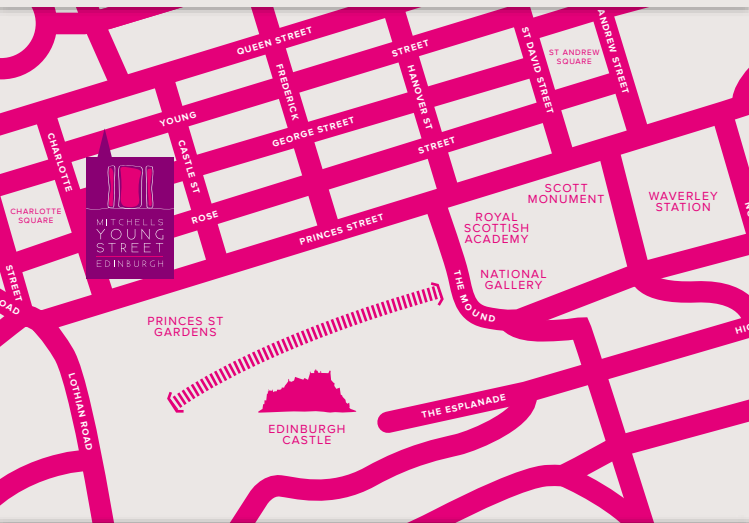 QUEEN STREET
STREET
ANDREW STREET
ST DAVID STREET
ST ANDREW
SQUARE
FREDERICK
HANOVER ST
YOUNG
GEORGE STREET
STREET
CHARLOTTE
CASTLE ST
CHARLOTTE
SQUARE
MITCHELLS
YOUNG
STREET
EDINBURGH
ROSE
PRINCES STREET
SCOTT
MONUMENT
WAVERLEY
STATION
ROYAL
SCOTTISH
ACADEMY
NATIONAL
GALLERY
THE MOUND
STREET
OAD
PRINCES ST
GARDENS
HIG
LOTHIAN ROAD
THE ESPLANADE
EDINBURGH
CASTLE